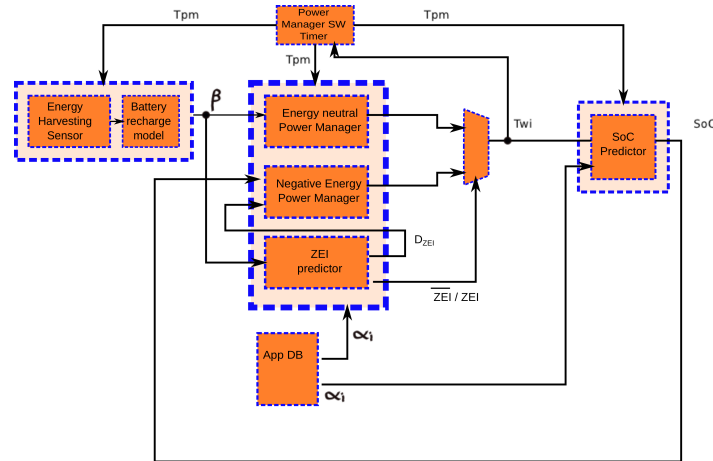 Power
Manager SW
Timer
Tpm
Tpm
Tpm
Energy
Harvesting
Sensor
Battery
recharge
model
β
Energy neutral
Power Manager
Negative Energy
Power Manager
ZEI
predictor
Twi
SoC
Predictor
SoC
D_ZEI
Z̅E̅I̅ / ZEI
App DB
αi
αi